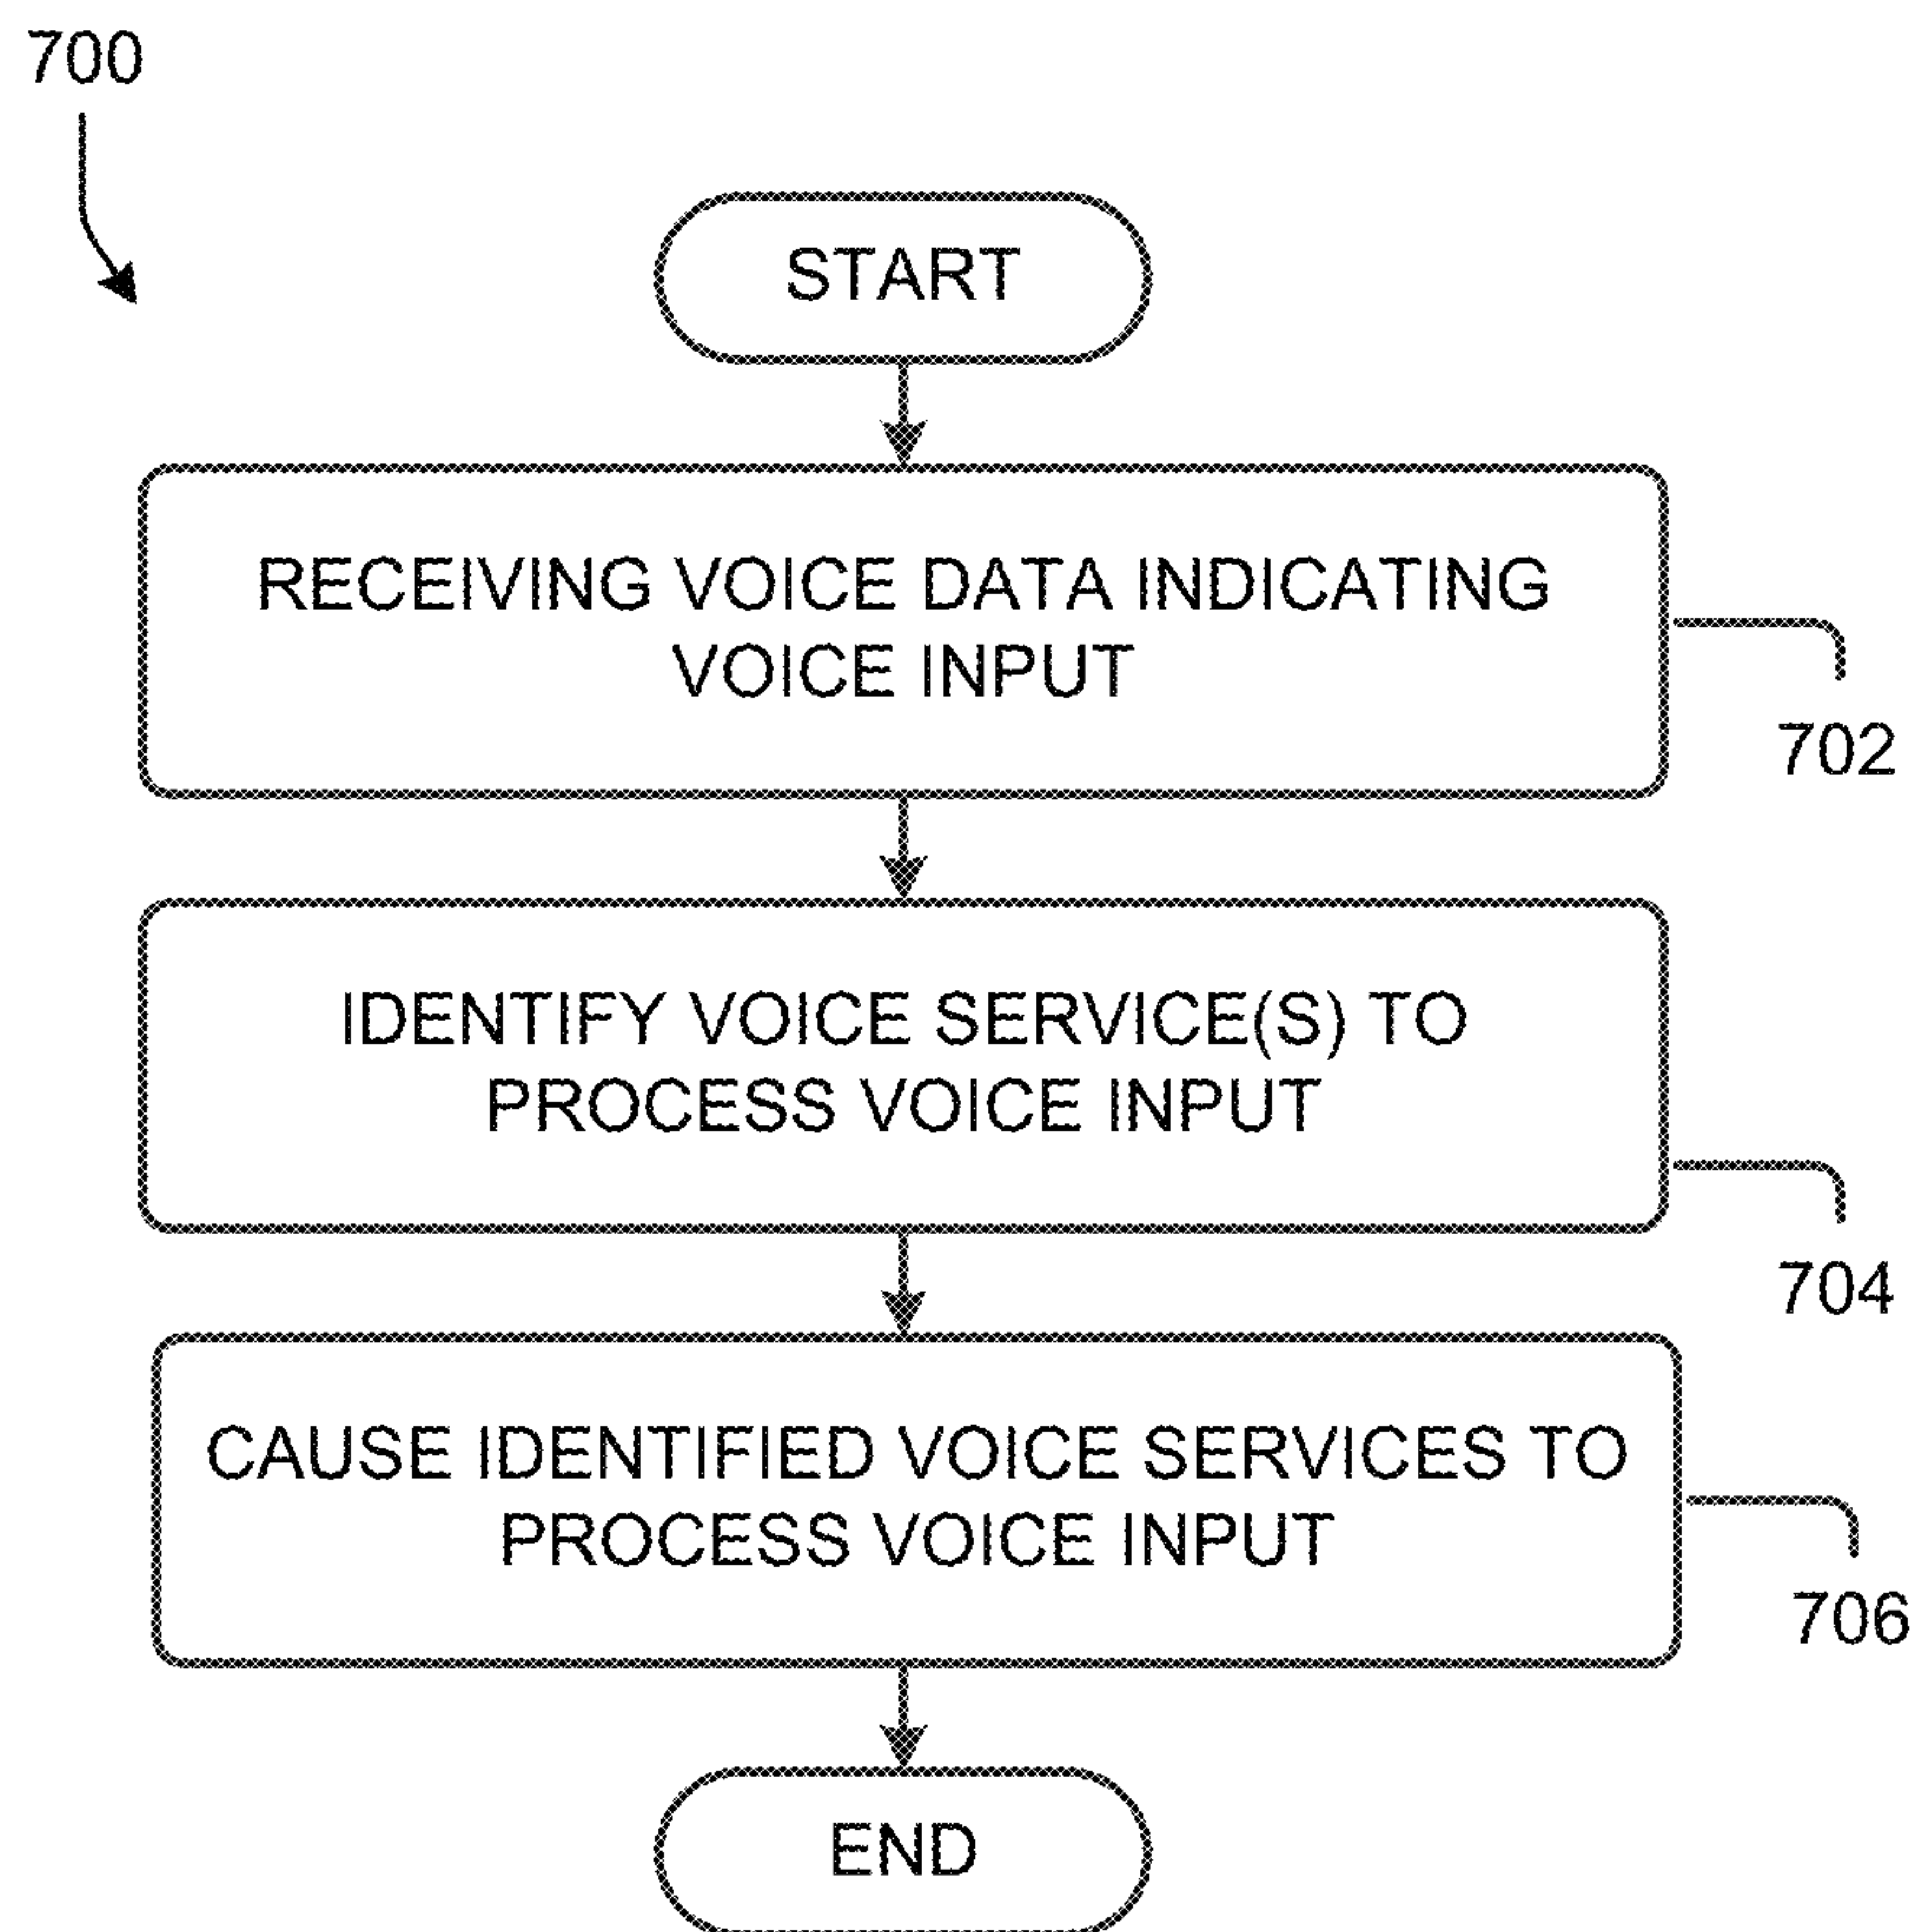 700
START
RECEIVING VOICE DATA INDICATING
VOICE INPUT
702
IDENTIFY VOICE SERVICE(S) TO
PROCESS VOICE INPUT
704
CAUSE IDENTIFIED VOICE SERVICES TO
PROCESS VOICE INPUT
706
END